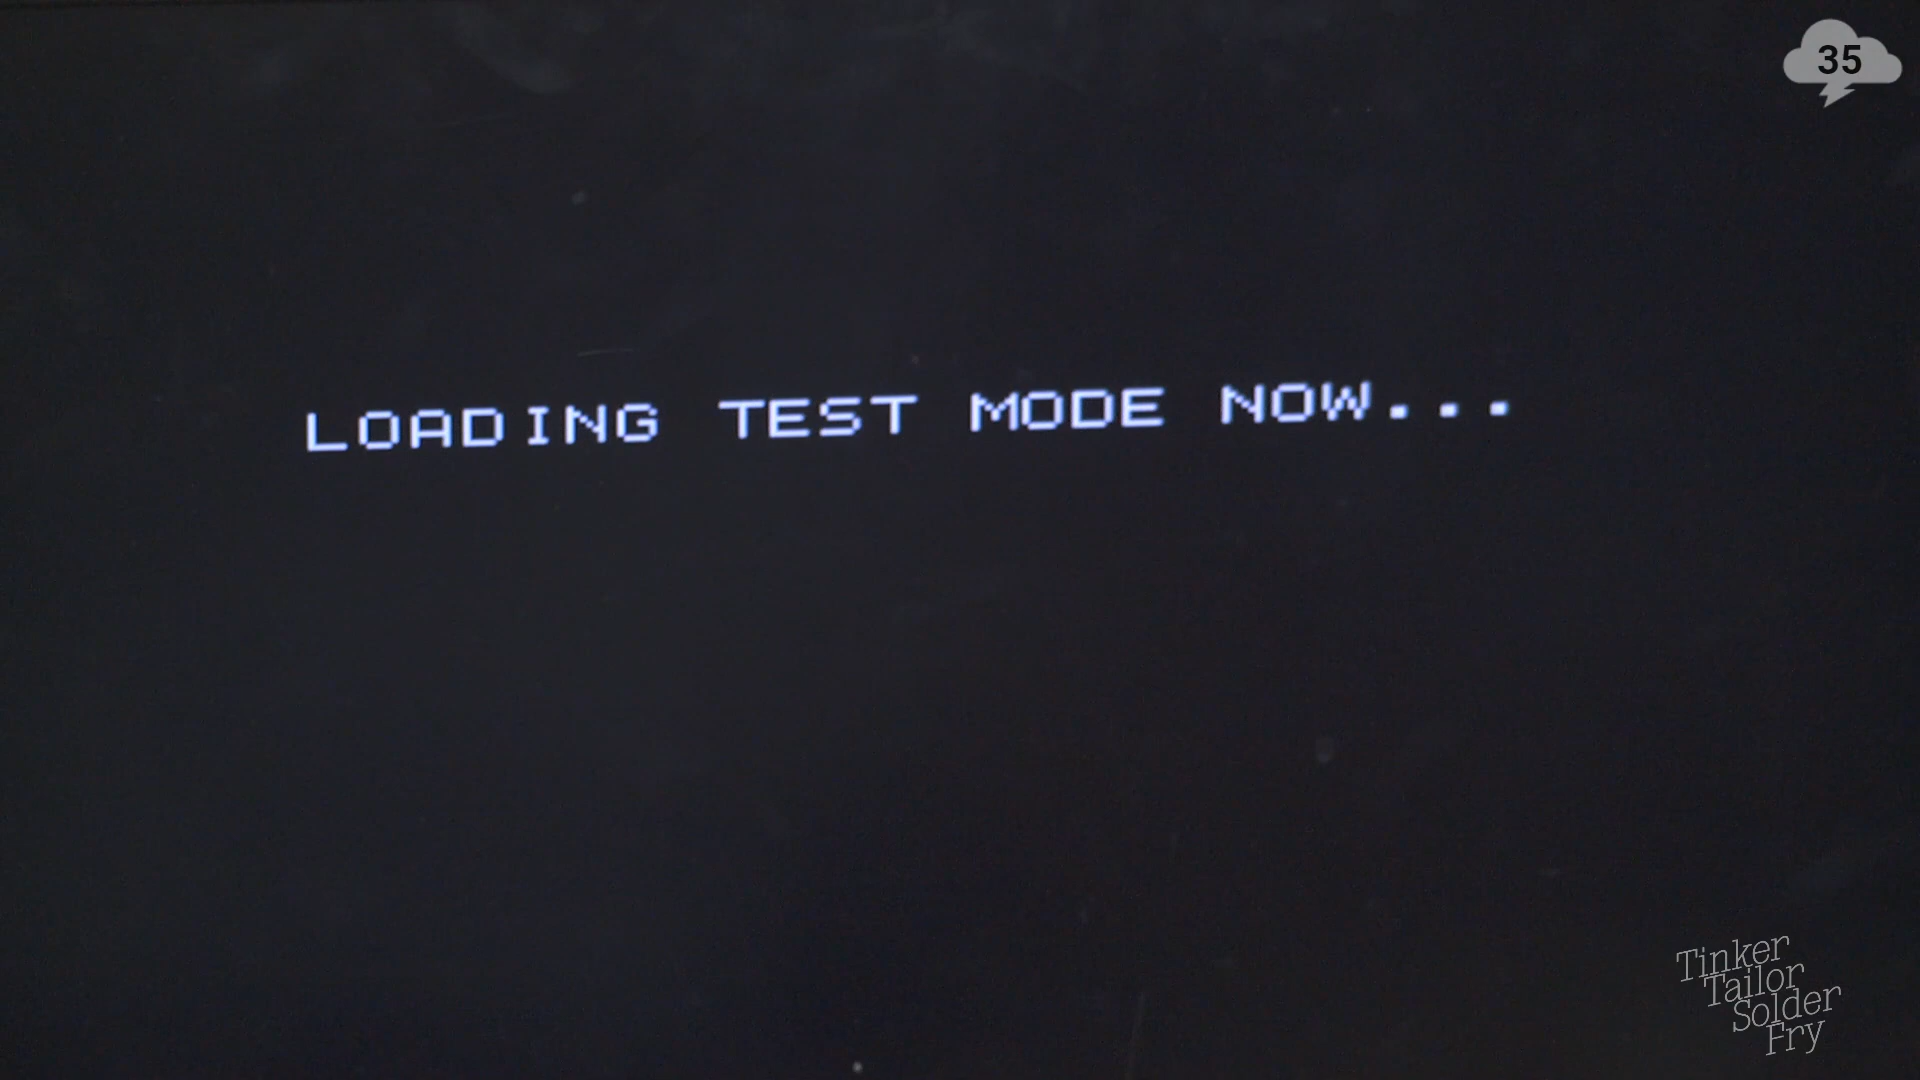 35
LOADING TEST MODE NOW...
Tinker
Tailor
Solder
Fry